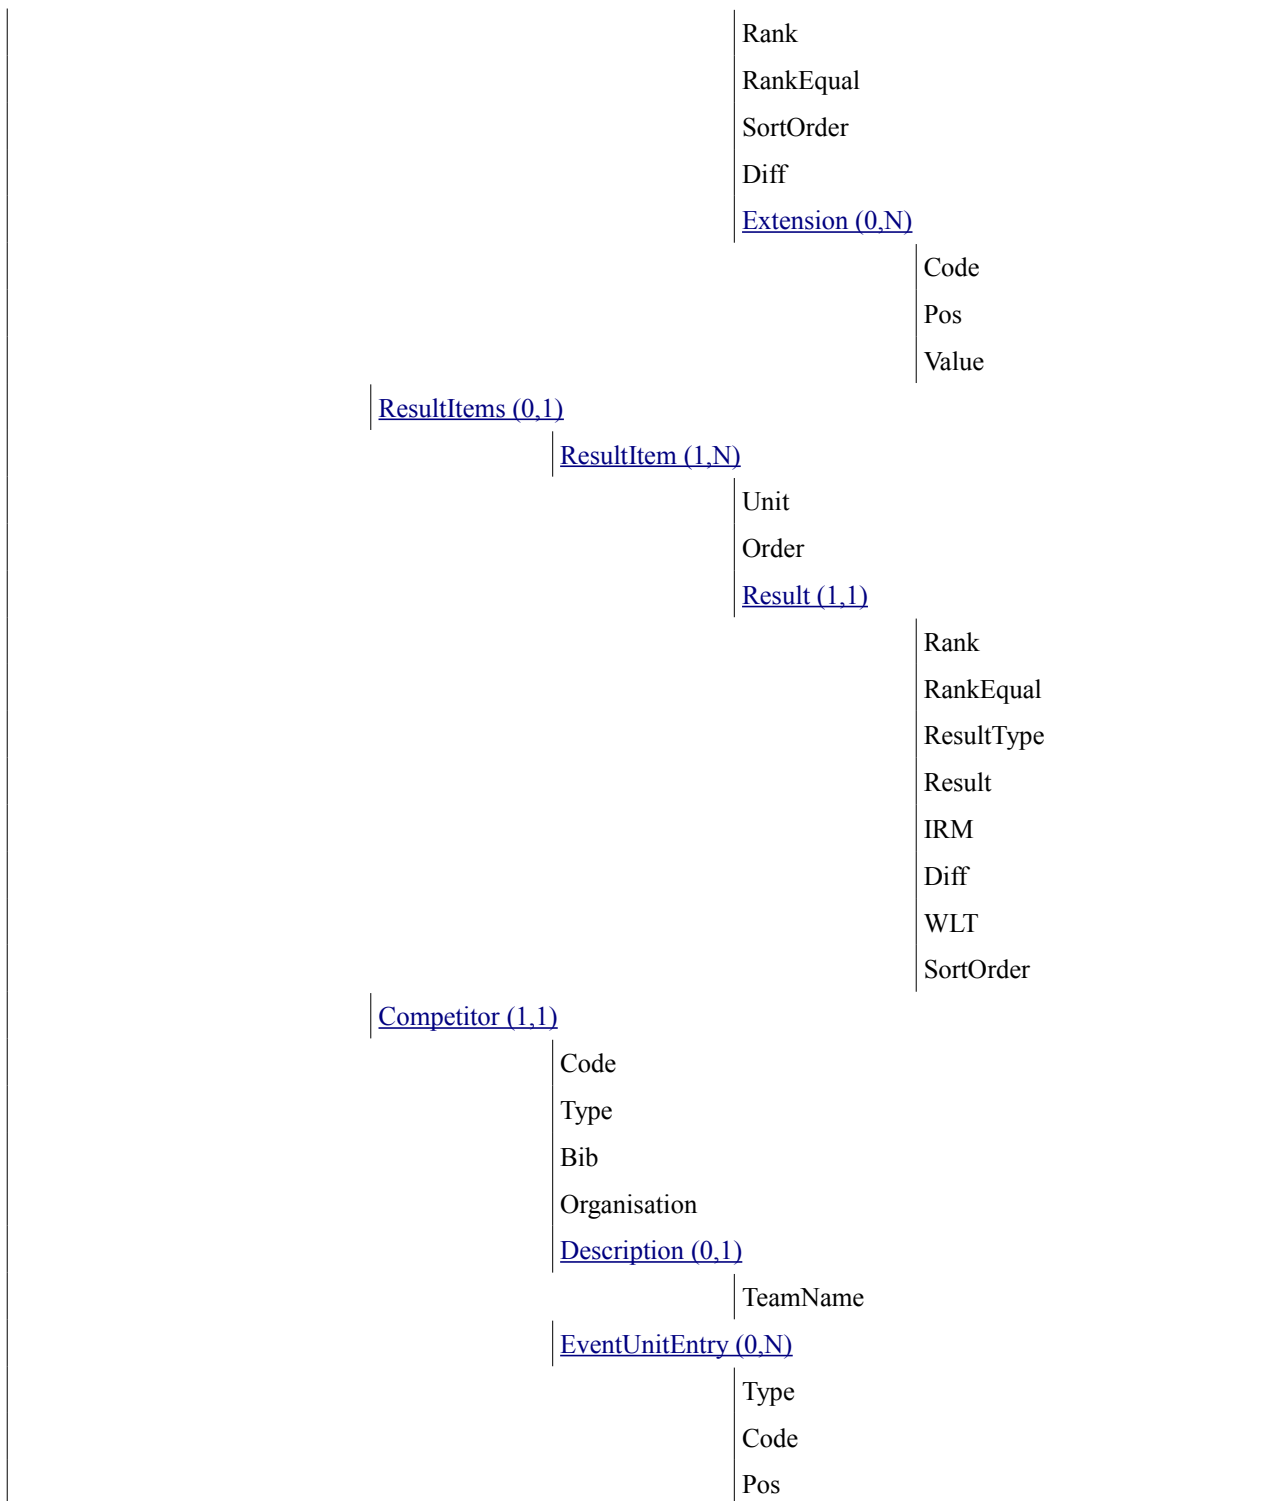 Rank
RankEqual
SortOrder
Diff
Extension (0,N)
Code
Pos
Value
ResultItems (0,1)
ResultItem (1,N)
Unit
Order
Result (1,1)
Rank
RankEqual
ResultType
Result
IRM
Diff
WLT
SortOrder
Competitor (1,1)
Code
Type
Bib
Organisation
Description (0,1)
TeamName
EventUnitEntry (0,N)
Type
Code
Pos